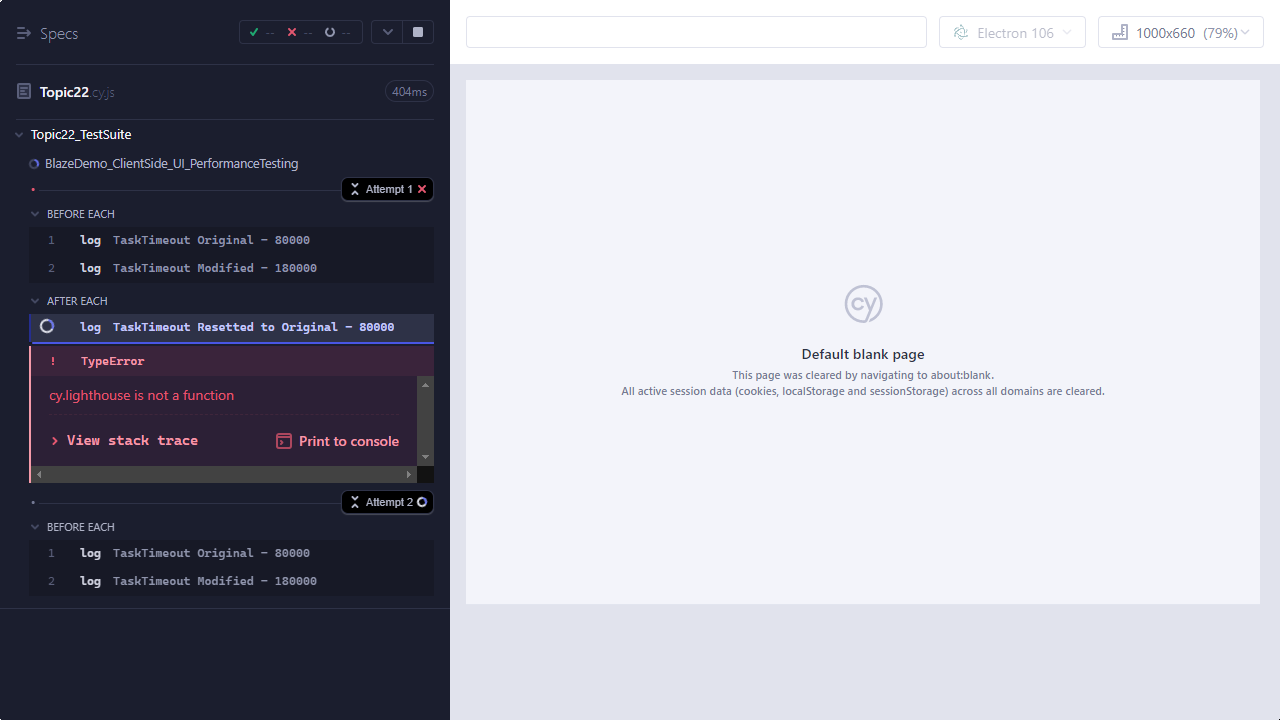 Specs
-- -- --
Topic22.cy.js
404ms
Topic22_TestSuite
BlazeDemo_ClientSide_UI_PerformanceTesting
Attempt 1
BEFORE EACH
1 log TaskTimeout Original - 80000
2 log TaskTimeout Modified - 180000
AFTER EACH
log TaskTimeout Resetted to Original - 80000
! TypeError
cy.lighthouse is not a function
View stack trace
Print to console
Attempt 2
BEFORE EACH
1 log TaskTimeout Original - 80000
2 log TaskTimeout Modified - 180000
Electron 106
1000x660 (79%)
cy
Default blank page
This page was cleared by navigating to about:blank.
All active session data (cookies, localStorage and sessionStorage) across all domains are cleared.